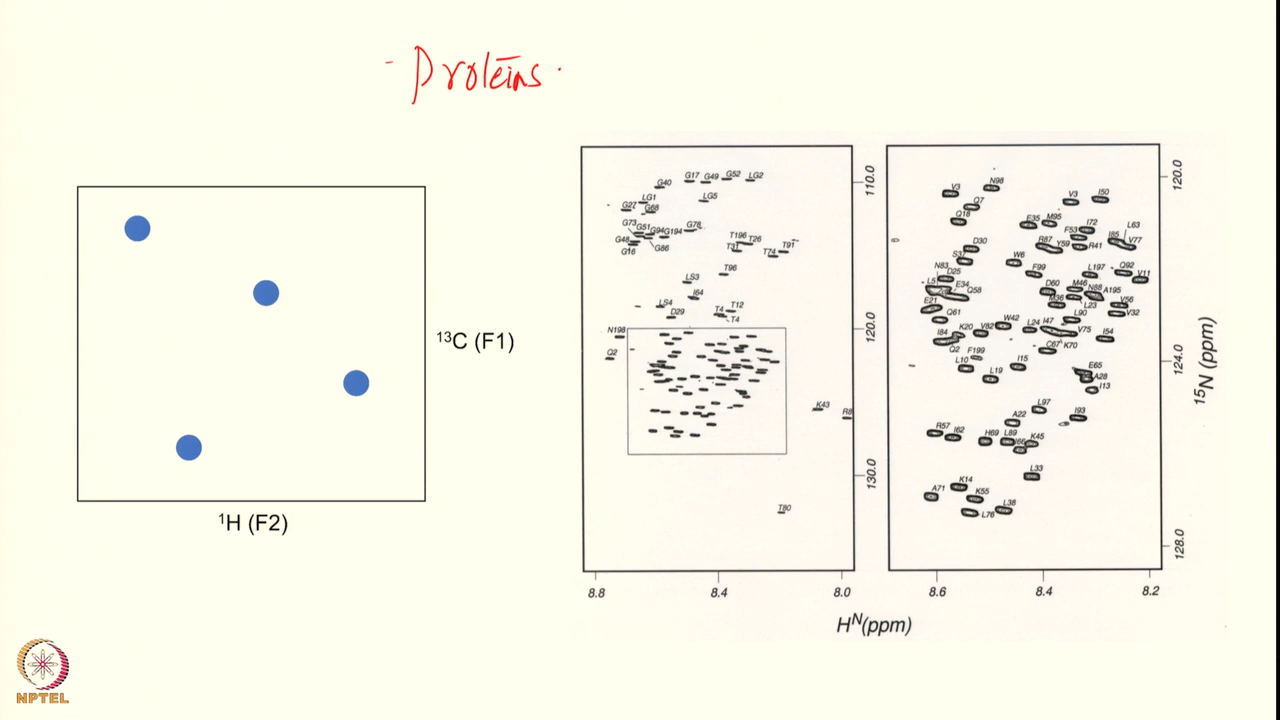 Proteins
¹³C (F1)
¹H (F2)
G40 G17 G49 G52 LG2
LG1 LG5
G27 G68
G73 G51 G94 G194 G78
G48 G86 T196 T26
G16 T31 T74 T91
T96
LS3
I64
LS4 T12
D29 T4
T4
N198
Q2
K43
R8
T80
110.0
120.0
130.0
8.8 8.4 8.0
V3 N98 V3 I50
Q7
Q18 E35 M95 I72 L63
F53 I85
D30 R87 Y59 R41 V77
S37 W6
N83 F99 L197 Q92
D25 V11
L5 E34 Q58 D60 M46 N88 A195
E21 M36 L23 V56
Q61 L90 V32
W42 L24 I47
I84 K20 V82 V75 I54
Q2 C67 K70
F199
L10 I15 E65
L19 A28
I13
L97
A22 I93
R57 I62 H69 L89 K45
L33
K14
A71 K55
L76 L38
120.0
124.0
128.0
8.6 8.4 8.2
¹⁵N (ppm)
Hᴺ(ppm)
NPTEL